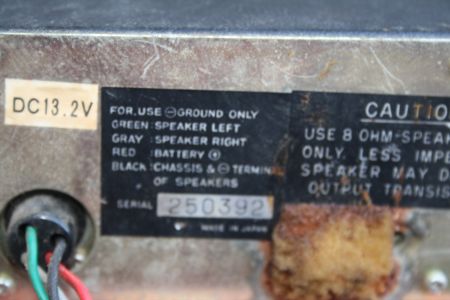 DC13.2V
FOR USE ⊖ GROUND ONLY
GREEN: SPEAKER LEFT
GRAY: SPEAKER RIGHT
RED: BATTERY ⊕
BLACK: CHASSIS & ⊖ TERMIN
OF SPEAKERS
SERIAL 250392
MADE IN JAPAN
CAUTIO
USE 8 OHM-SPEAK
ONLY. LESS IMPE
SPEAKER MAY D
OUTPUT TRANSIS